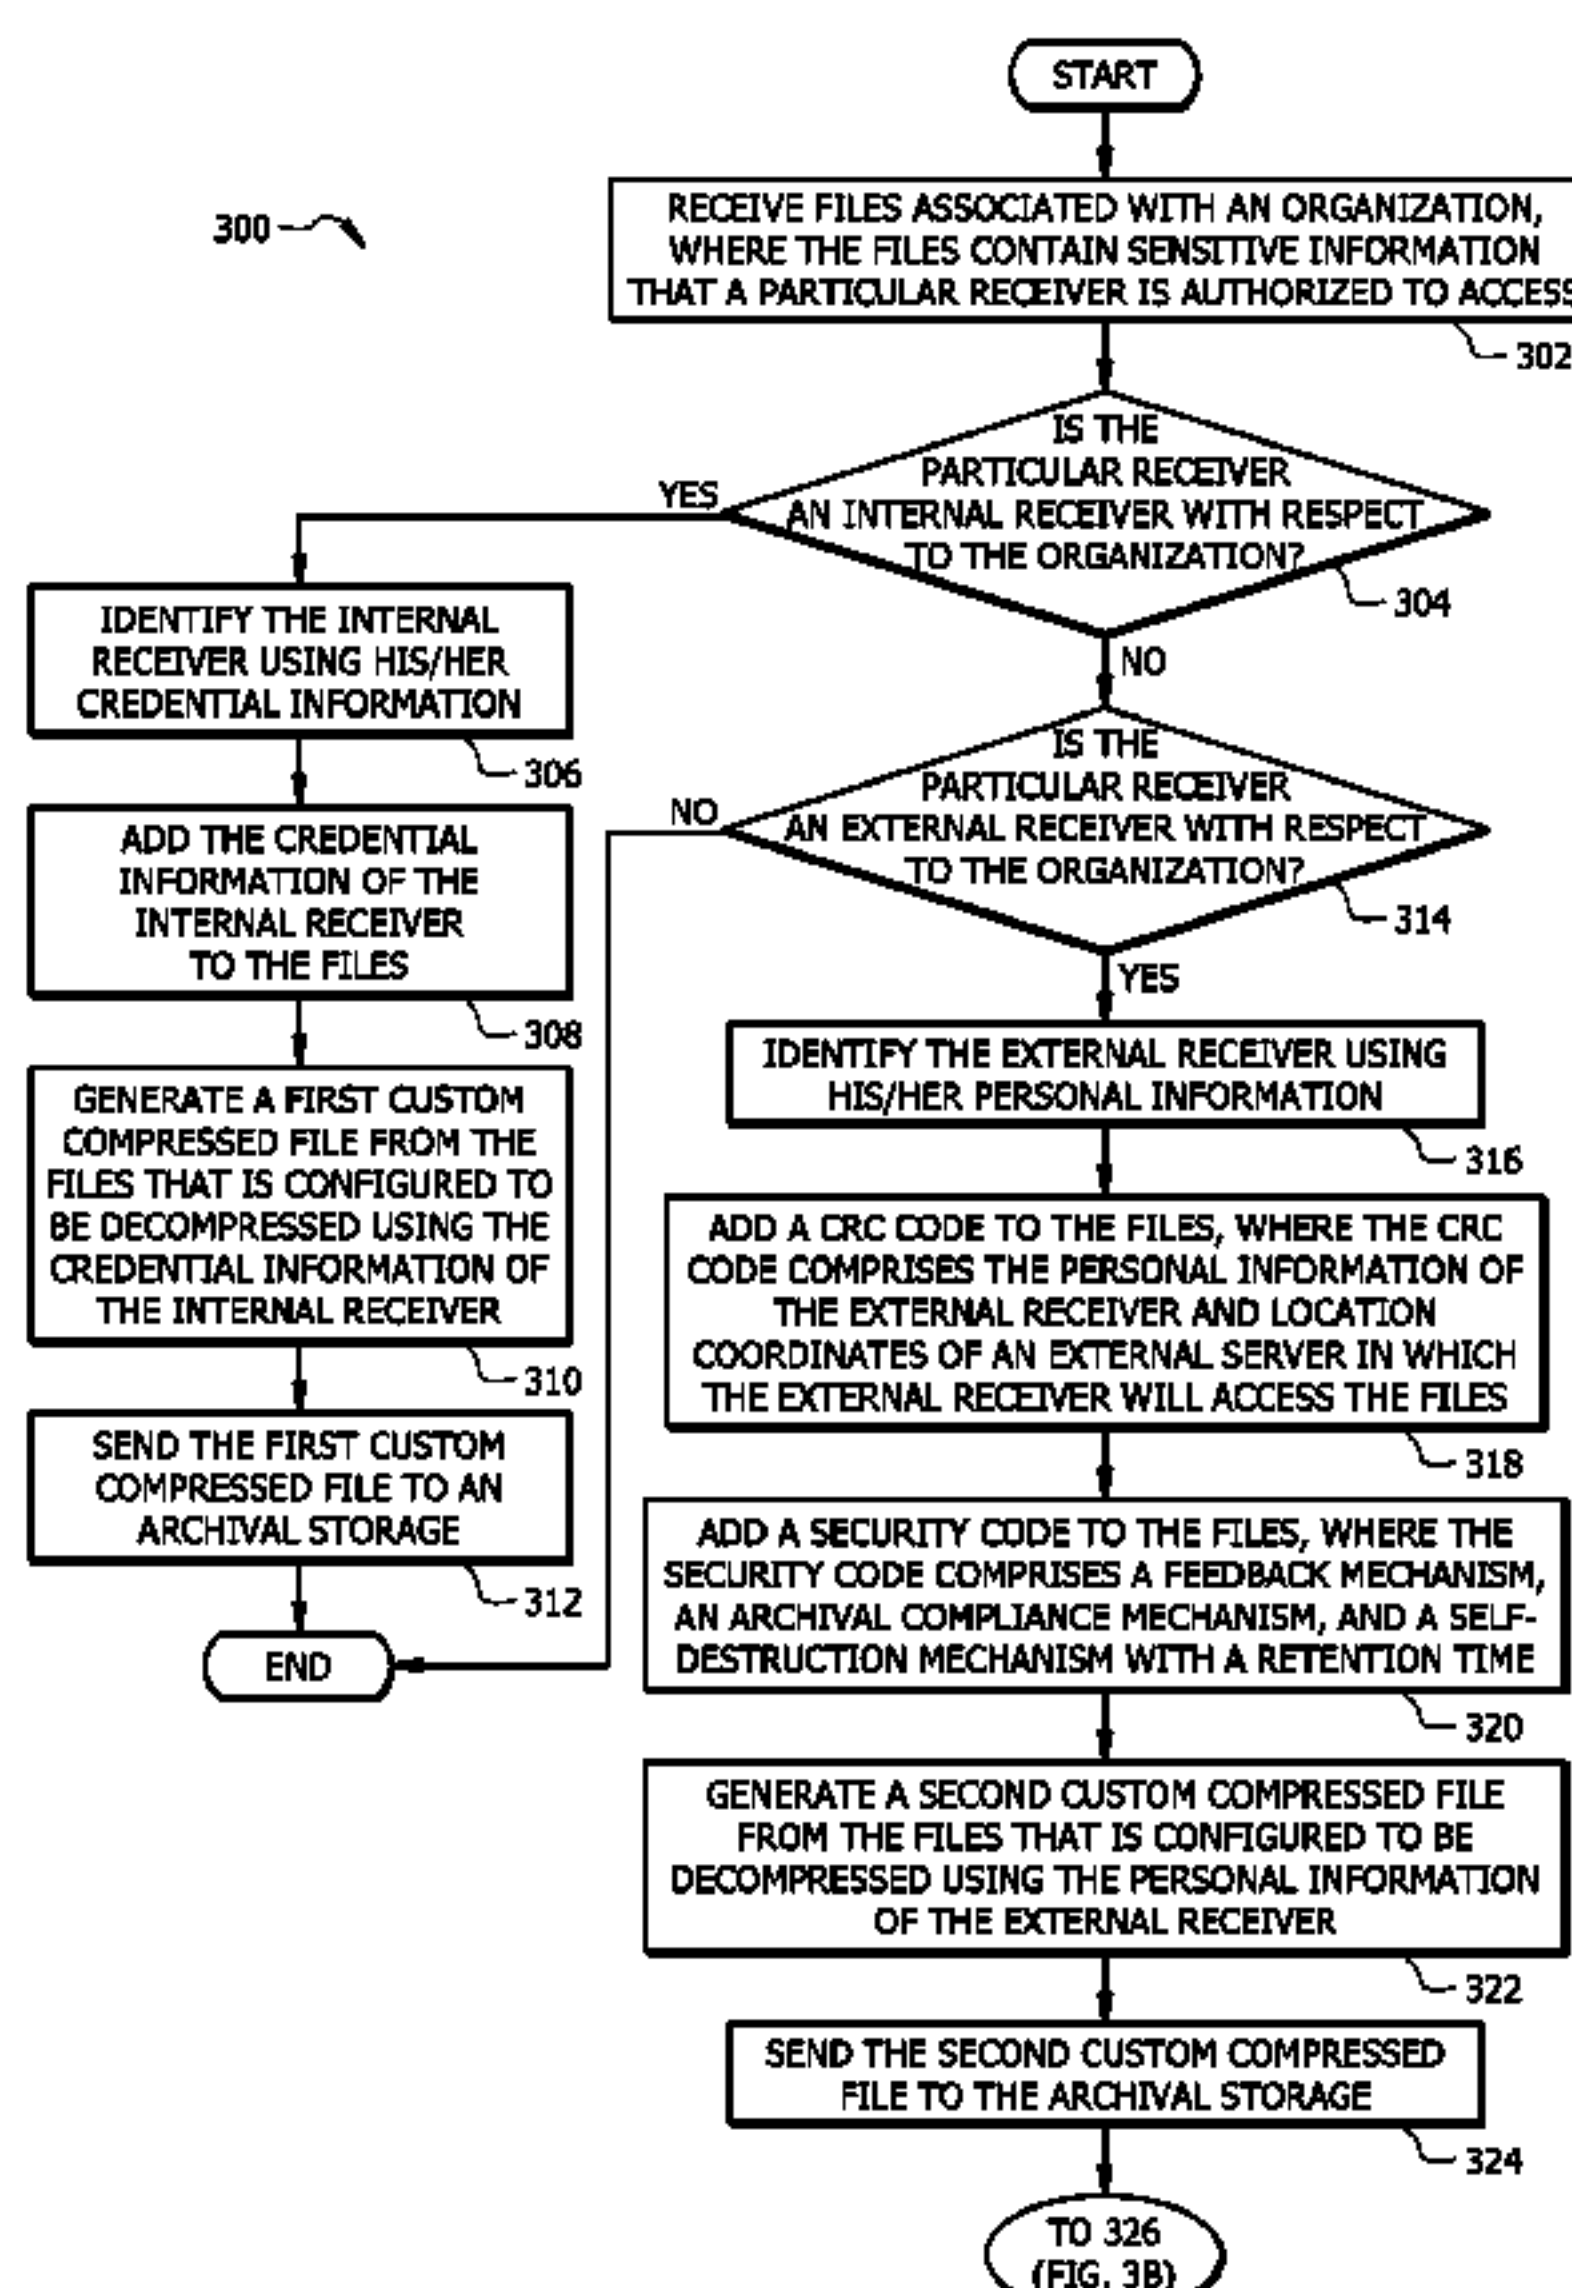 START
300
RECEIVE FILES ASSOCIATED WITH AN ORGANIZATION,
WHERE THE FILES CONTAIN SENSITIVE INFORMATION
THAT A PARTICULAR RECEIVER IS AUTHORIZED TO ACCESS
302
IS THE
PARTICULAR RECEIVER
AN INTERNAL RECEIVER WITH RESPECT
TO THE ORGANIZATION?
304
YES
NO
IDENTIFY THE INTERNAL
RECEIVER USING HIS/HER
CREDENTIAL INFORMATION
306
ADD THE CREDENTIAL
INFORMATION OF THE
INTERNAL RECEIVER
TO THE FILES
308
GENERATE A FIRST CUSTOM
COMPRESSED FILE FROM THE
FILES THAT IS CONFIGURED TO
BE DECOMPRESSED USING THE
CREDENTIAL INFORMATION OF
THE INTERNAL RECEIVER
310
SEND THE FIRST CUSTOM
COMPRESSED FILE TO AN
ARCHIVAL STORAGE
312
END
IS THE
PARTICULAR RECEIVER
AN EXTERNAL RECEIVER WITH RESPECT
TO THE ORGANIZATION?
314
NO
YES
IDENTIFY THE EXTERNAL RECEIVER USING
HIS/HER PERSONAL INFORMATION
316
ADD A CRC CODE TO THE FILES, WHERE THE CRC
CODE COMPRISES THE PERSONAL INFORMATION OF
THE EXTERNAL RECEIVER AND LOCATION
COORDINATES OF AN EXTERNAL SERVER IN WHICH
THE EXTERNAL RECEIVER WILL ACCESS THE FILES
318
ADD A SECURITY CODE TO THE FILES, WHERE THE
SECURITY CODE COMPRISES A FEEDBACK MECHANISM,
AN ARCHIVAL COMPLIANCE MECHANISM, AND A SELF-
DESTRUCTION MECHANISM WITH A RETENTION TIME
320
GENERATE A SECOND CUSTOM COMPRESSED FILE
FROM THE FILES THAT IS CONFIGURED TO BE
DECOMPRESSED USING THE PERSONAL INFORMATION
OF THE EXTERNAL RECEIVER
322
SEND THE SECOND CUSTOM COMPRESSED
FILE TO THE ARCHIVAL STORAGE
324
TO 326
(FIG. 3B)